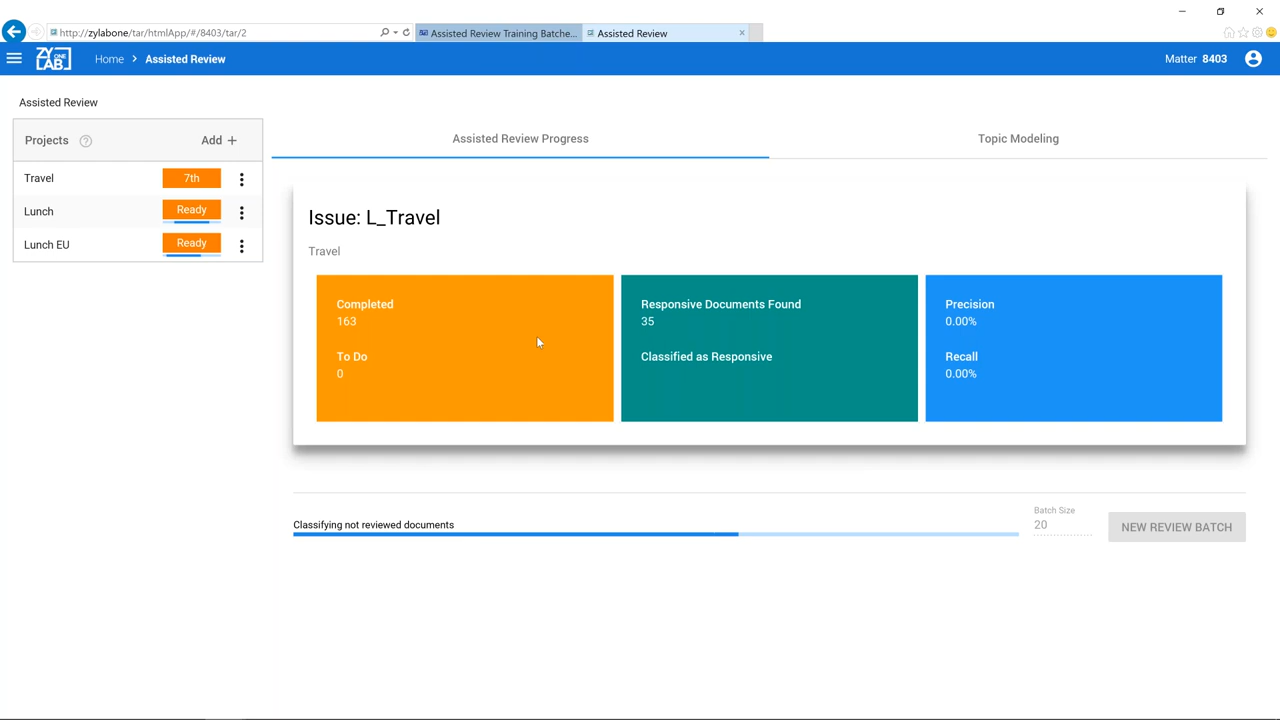 http://zylabone/tar/htmlApp/#/8403/tar/2
Assisted Review Training Batche...
Assisted Review
ZY ONE LAB
Home > Assisted Review
Matter 8403
Assisted Review
Projects ?
Add +
Travel 7th
Lunch Ready
Lunch EU Ready
Assisted Review Progress
Topic Modeling
Issue: L_Travel
Travel
Completed
163
To Do
0
Responsive Documents Found
35
Classified as Responsive
Precision
0.00%
Recall
0.00%
Classifying not reviewed documents
Batch Size
20
NEW REVIEW BATCH